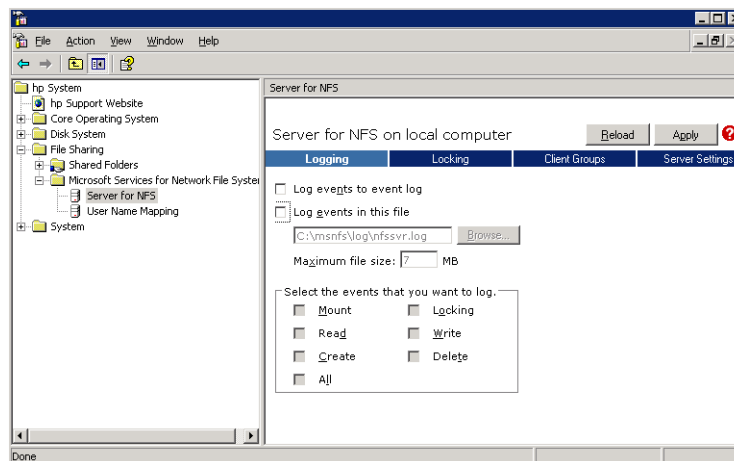 File Action View Window Help
hp System
hp Support Website
Core Operating System
Disk System
File Sharing
Shared Folders
Microsoft Services for Network File Syster
Server for NFS
User Name Mapping
System
Server for NFS
Server for NFS on local computer Reload Apply ?
Logging Locking Client Groups Server Settings
Log events to event log
Log events in this file
C:\msnfs\log\nfssvr.log Browse...
Maximum file size: 7 MB
Select the events that you want to log.
Mount Locking
Read Write
Create Delete
All
Done